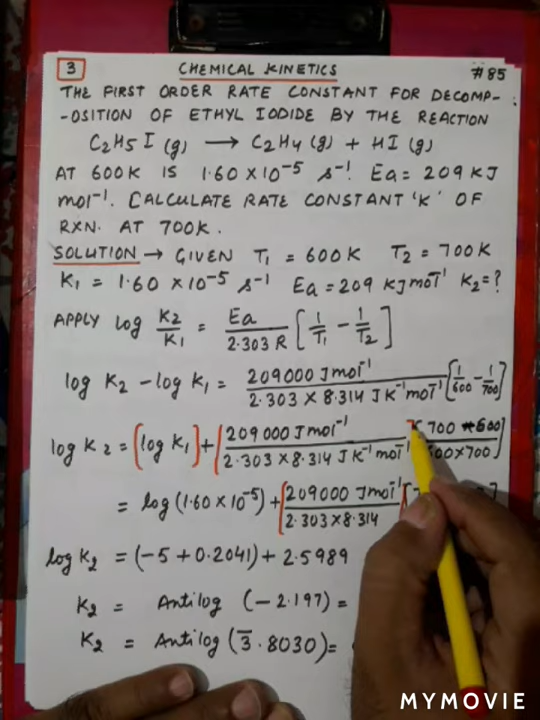 3 CHEMICAL KINETICS #85
THE FIRST ORDER RATE CONSTANT FOR DECOMP-
-OSITION OF ETHYL IODIDE BY THE REACTION
C₂H₅I (g) → C₂H₄ (g) + HI (g)
AT 600K IS 1.60 × 10⁻⁵ s⁻¹. Ea = 209 KJ
mol⁻¹. CALCULATE RATE CONSTANT 'K' OF
RXN. AT 700K.
SOLUTION → GIVEN T₁ = 600K T₂ = 700K
K₁ = 1.60 × 10⁻⁵ s⁻¹ Ea = 209 KJ mol⁻¹ K₂ = ?
APPLY log K₂/K₁ = Ea/2.303 R [1/T₁ - 1/T₂]
log K₂ - log K₁ = 209000 J mol⁻¹ / 2.303 × 8.314 J K⁻¹ mol⁻¹ [1/600 - 1/700]
log K₂ = (log K₁) + (209000 J mol⁻¹ / 2.303 × 8.314 J K⁻¹ mol⁻¹ [700 - 600 / 600 × 700]
= log (1.60 × 10⁻⁵) + (209000 J mol⁻¹ / 2.303 × 8.314
log K₂ = (-5 + 0.2041) + 2.5989
K₂ = Antilog (-2.197) =
K₂ = Antilog (3̅.8030) =
MYMOVIE